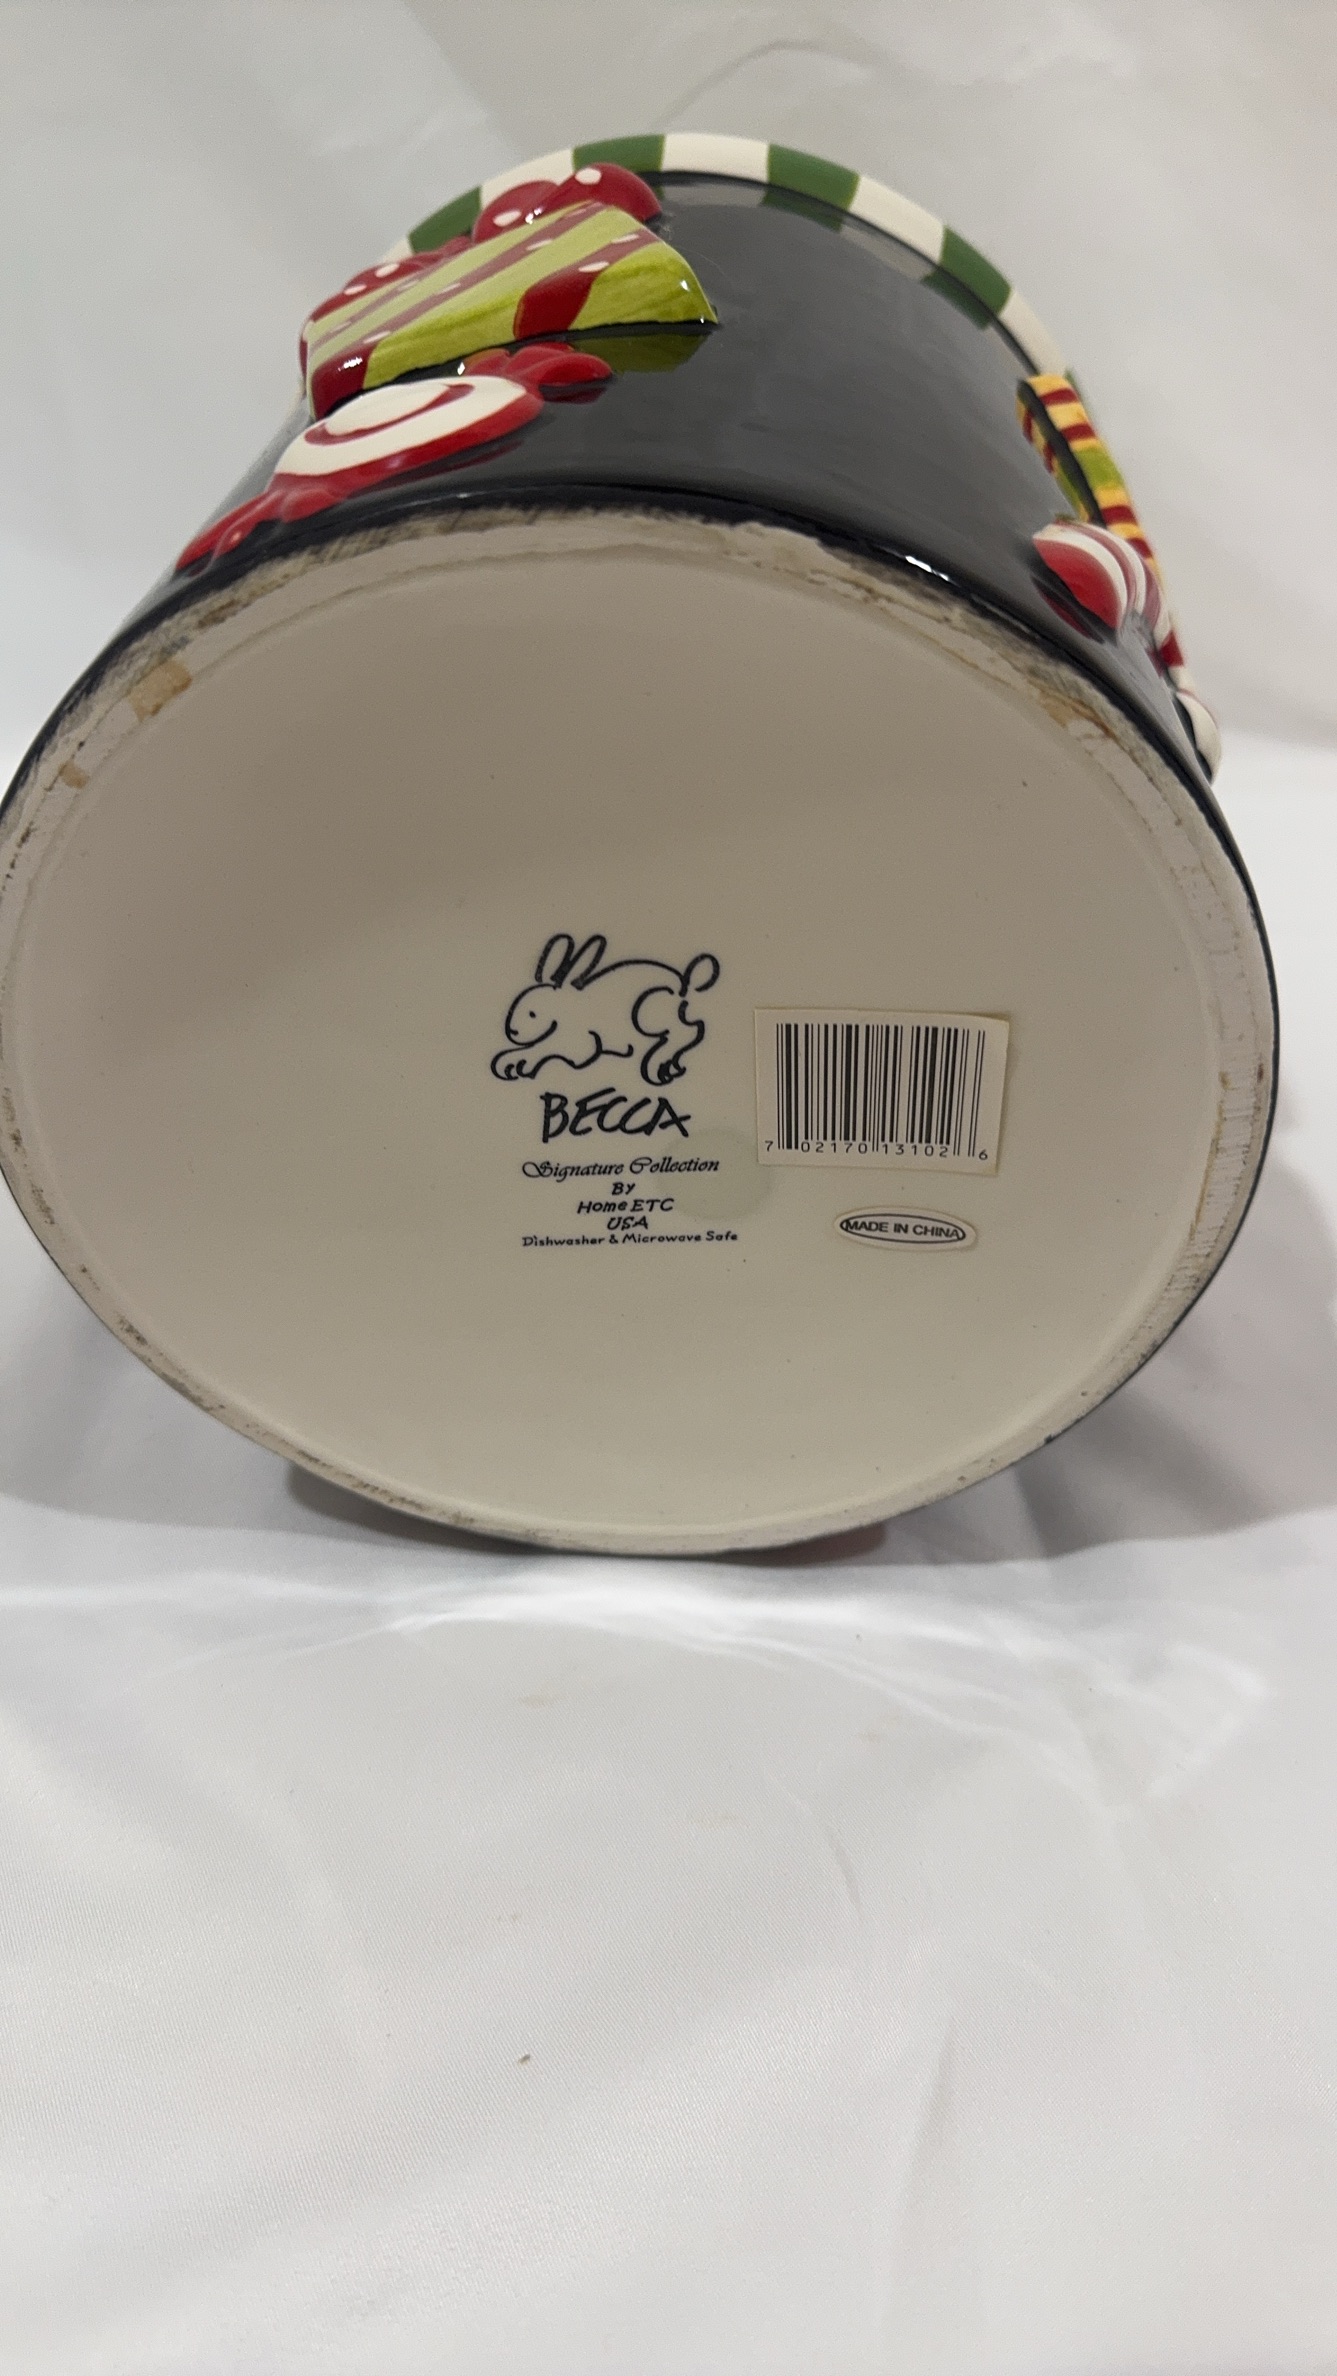 BECCA
Signature Collection
BY
Home ETC
USA
Dishwasher & Microwave Safe
7 02170 13102 6
MADE IN CHINA